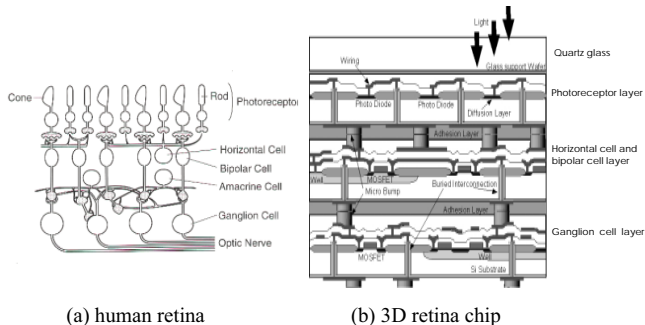 Cone
Rod
Photoreceptor
Horizontal Cell
Bipolar Cell
Amacrine Cell
Ganglion Cell
Optic Nerve
(a) human retina
Light
Quartz glass
Wiring
Glass support Wafer
Photoreceptor layer
Photo Diode
Photo Diode
Diffusion Layer
Adhesion Layer
Horizontal cell and
bipolar cell layer
Well
MOSFET
Buried Interconnection
Micro Bump
Adhesion Layer
Ganglion cell layer
MOSFET
Well
Si Substrate
(b) 3D retina chip